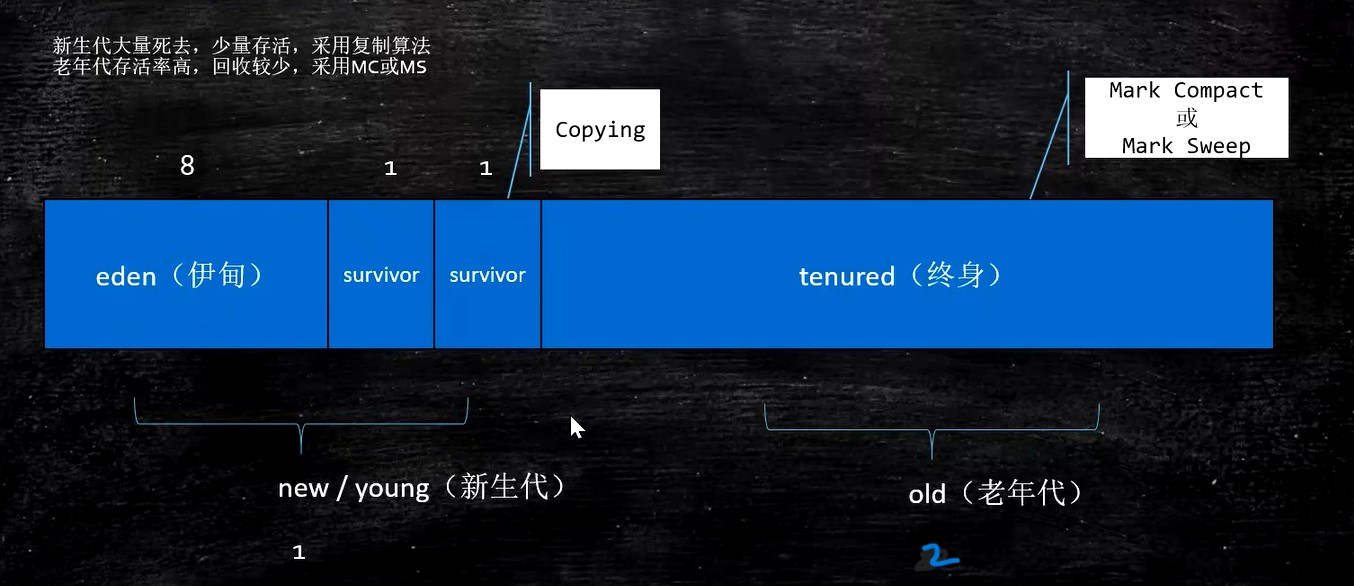 新生代大量死去，少量存活，采用复制算法
老年代存活率高，回收较少，采用MC或MS
Copying
Mark Compact
或
Mark Sweep
8
1
1
eden（伊甸）
survivor
survivor
tenured（终身）
new / young（新生代）
old（老年代）
1
2